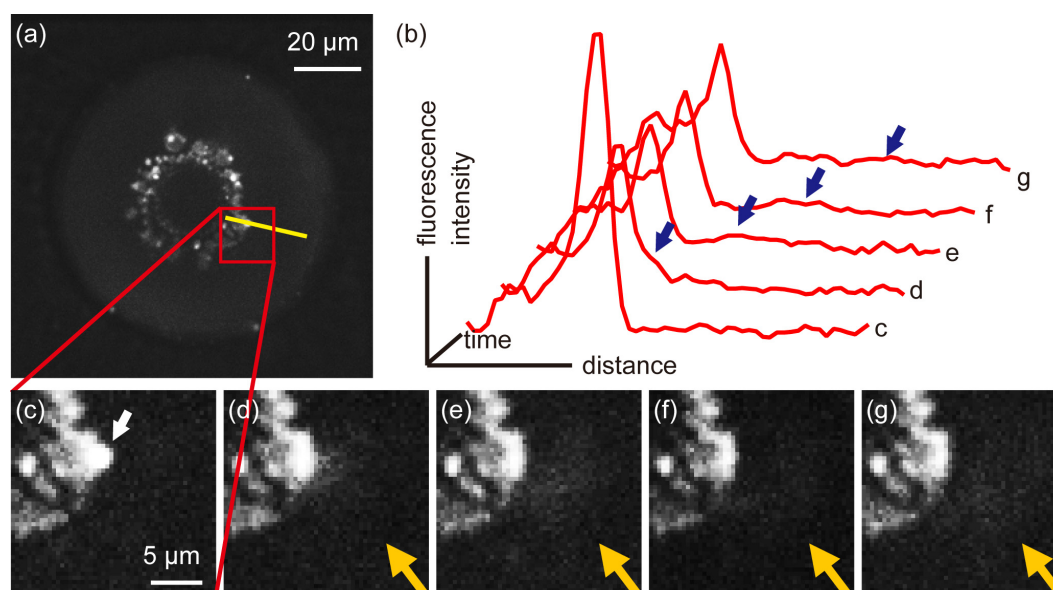 (a)
20 μm
(b)
fluorescence
intensity
time
distance
g
f
e
d
c
(c)
5 μm
(d)
(e)
(f)
(g)